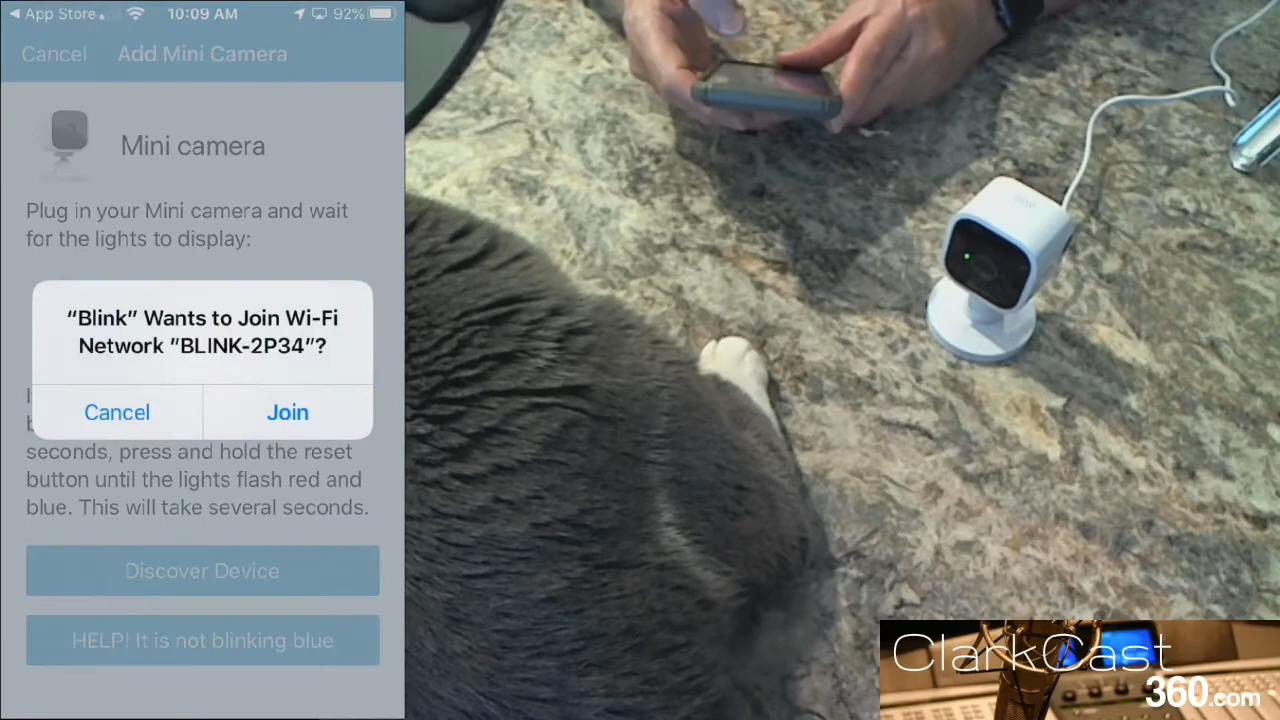 App Store
10:09 AM
92%
Cancel
Add Mini Camera
Mini camera
Plug in your Mini camera and wait
for the lights to display:
“Blink” Wants to Join Wi-Fi
Network “BLINK-2P34”?
Cancel
Join
seconds, press and hold the reset
button until the lights flash red and
blue. This will take several seconds.
Discover Device
HELP! It is not blinking blue
ClarkCast
360.com